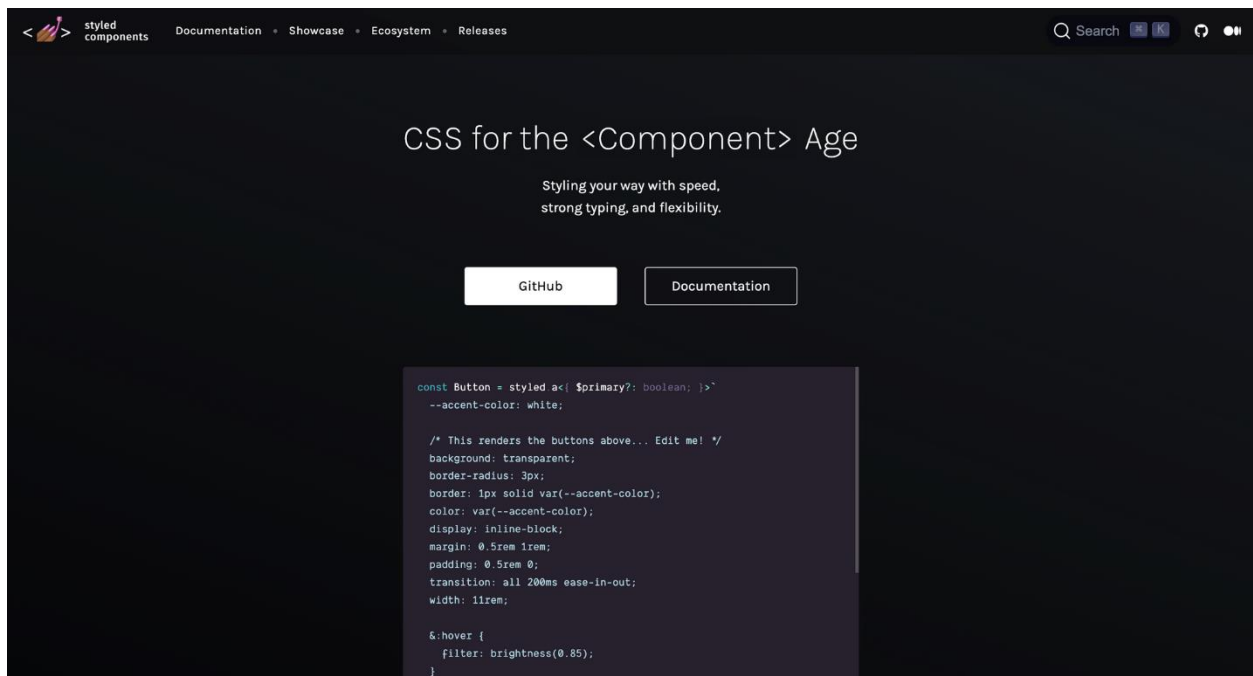 styled
components
Documentation Showcase Ecosystem Releases
Search ⌘ K
CSS for the <Component> Age
Styling your way with speed,
strong typing, and flexibility.
GitHub Documentation
const Button = styled.a<{ $primary?: boolean; }>`
--accent-color: white;
/* This renders the buttons above... Edit me! */
background: transparent;
border-radius: 3px;
border: 1px solid var(--accent-color);
color: var(--accent-color);
display: inline-block;
margin: 0.5rem 1rem;
padding: 0.5rem 0;
transition: all 200ms ease-in-out;
width: 11rem;
&:hover {
filter: brightness(0.85);
}